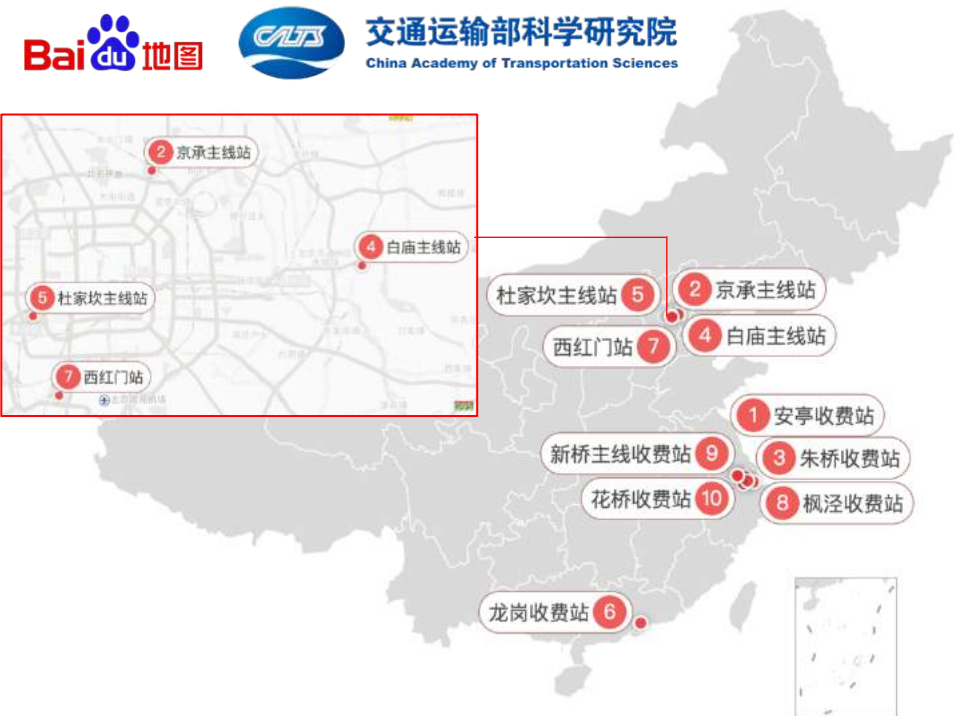 Bai du 地图
CATS
交通运输部科学研究院
China Academy of Transportation Sciences
2 京承主线站
4 白庙主线站
5 杜家坎主线站
7 西红门站
杜家坎主线站 5
2 京承主线站
4 白庙主线站
西红门站 7
1 安亭收费站
新桥主线收费站 9
3 朱桥收费站
花桥收费站 10
8 枫泾收费站
龙岗收费站 6